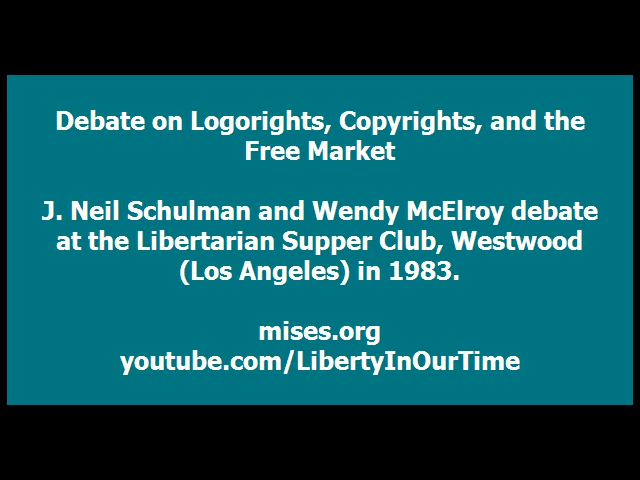 Debate on Logorights, Copyrights, and the
Free Market
J. Neil Schulman and Wendy McElroy debate
at the Libertarian Supper Club, Westwood
(Los Angeles) in 1983.
mises.org
youtube.com/LibertyInOurTime